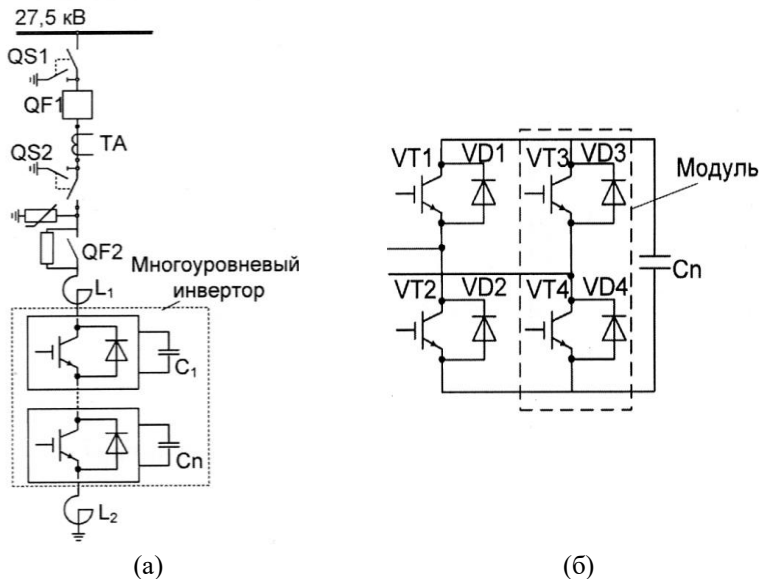 27,5 кВ
QS1
QF1
TA
QS2
QF2
L₁
Многоуровневый
инвертор
C₁
Cn
L₂
(а)
VT1 VD1 VT3 VD3
Модуль
Cn
VT2 VD2 VT4 VD4
(б)